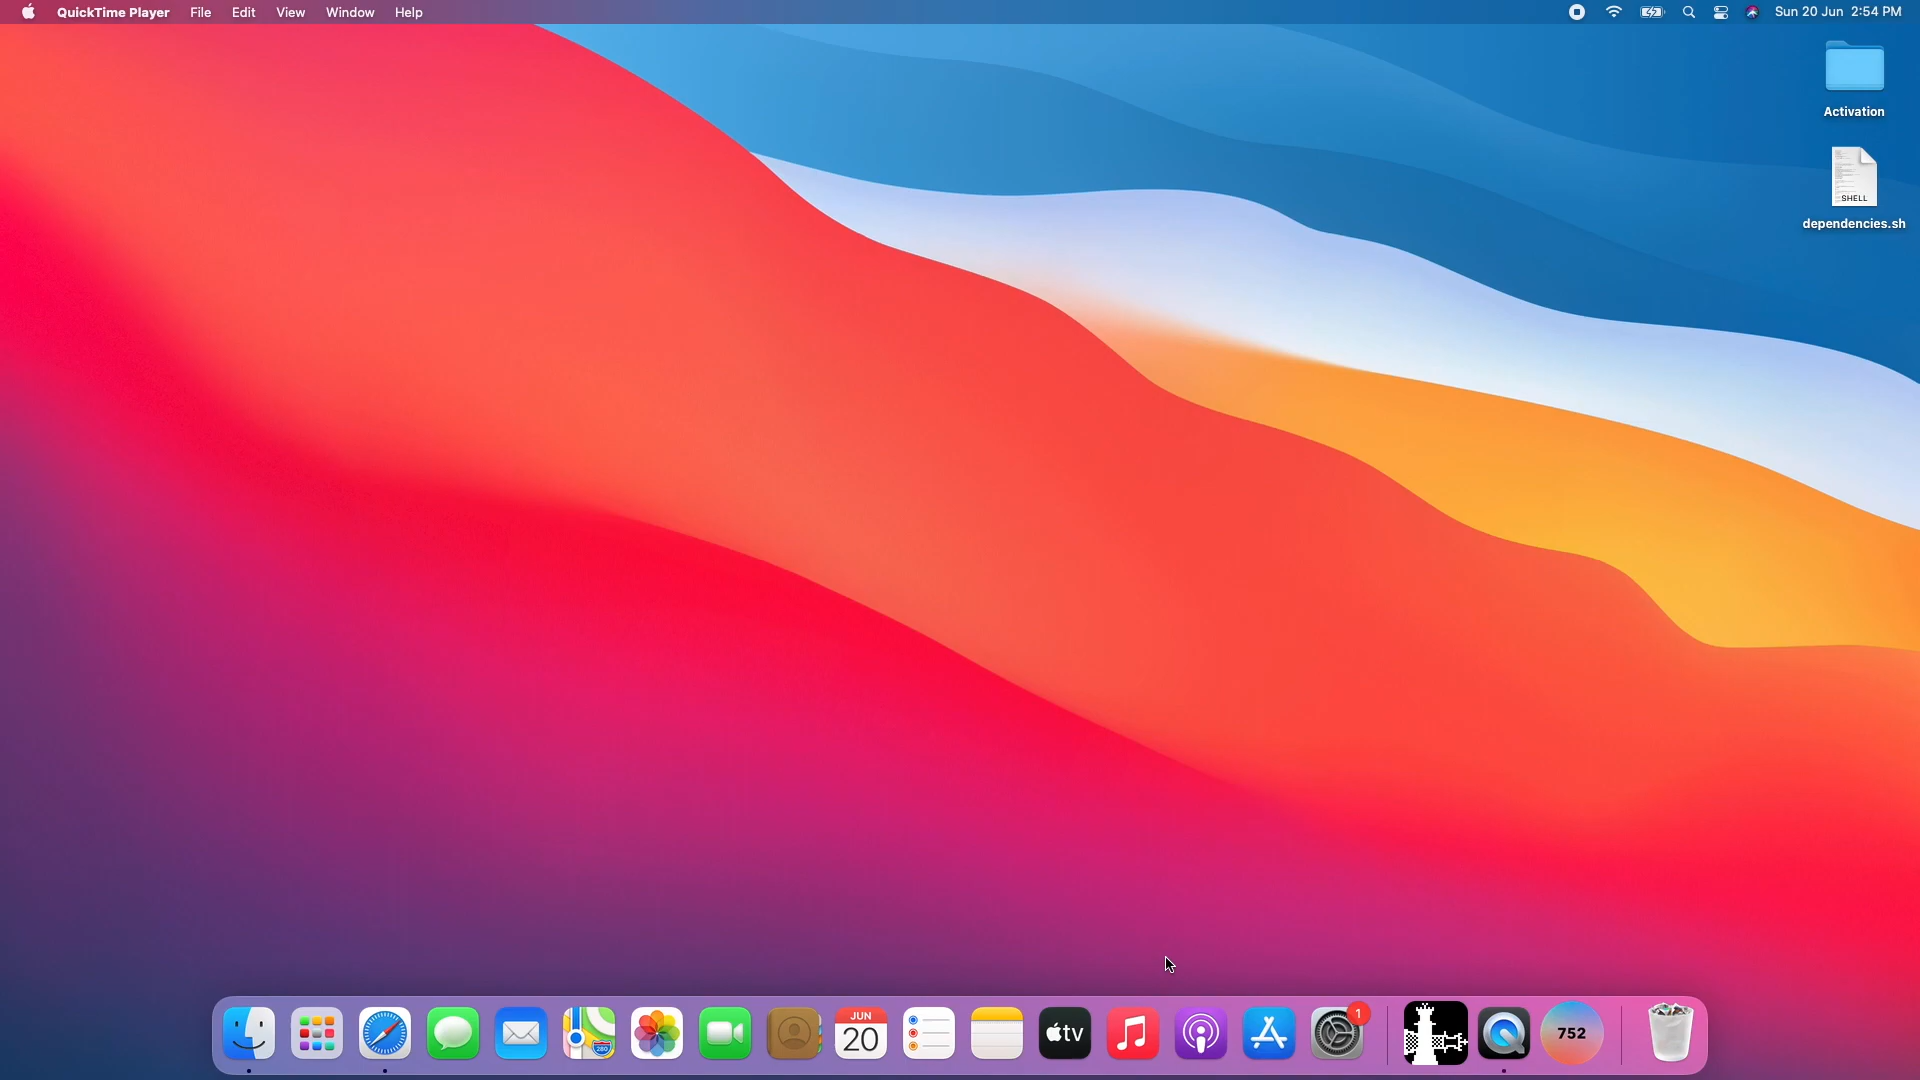 QuickTime Player File Edit View Window Help Sun 20 Jun 2:54 PM
Activation
SHELL
dependencies.sh
JUN
20
280
tv
1
752